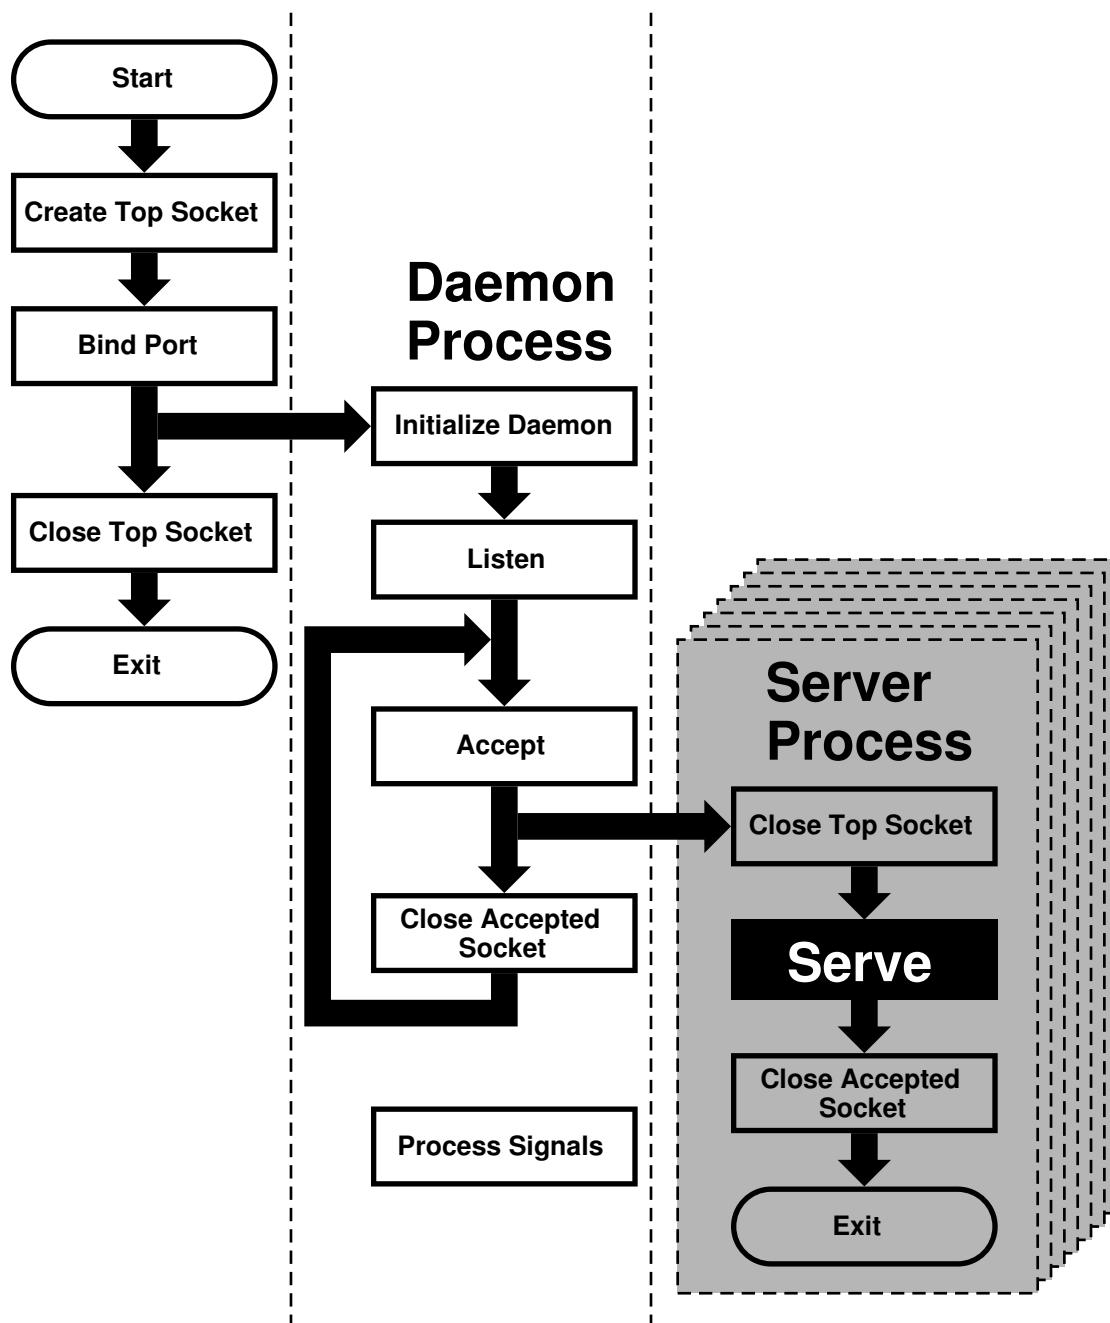 Start
Create Top Socket
Bind Port
Close Top Socket
Exit
Daemon
Process
Initialize Daemon
Listen
Accept
Close Accepted
Socket
Process Signals
Server
Process
Close Top Socket
Serve
Close Accepted
Socket
Exit